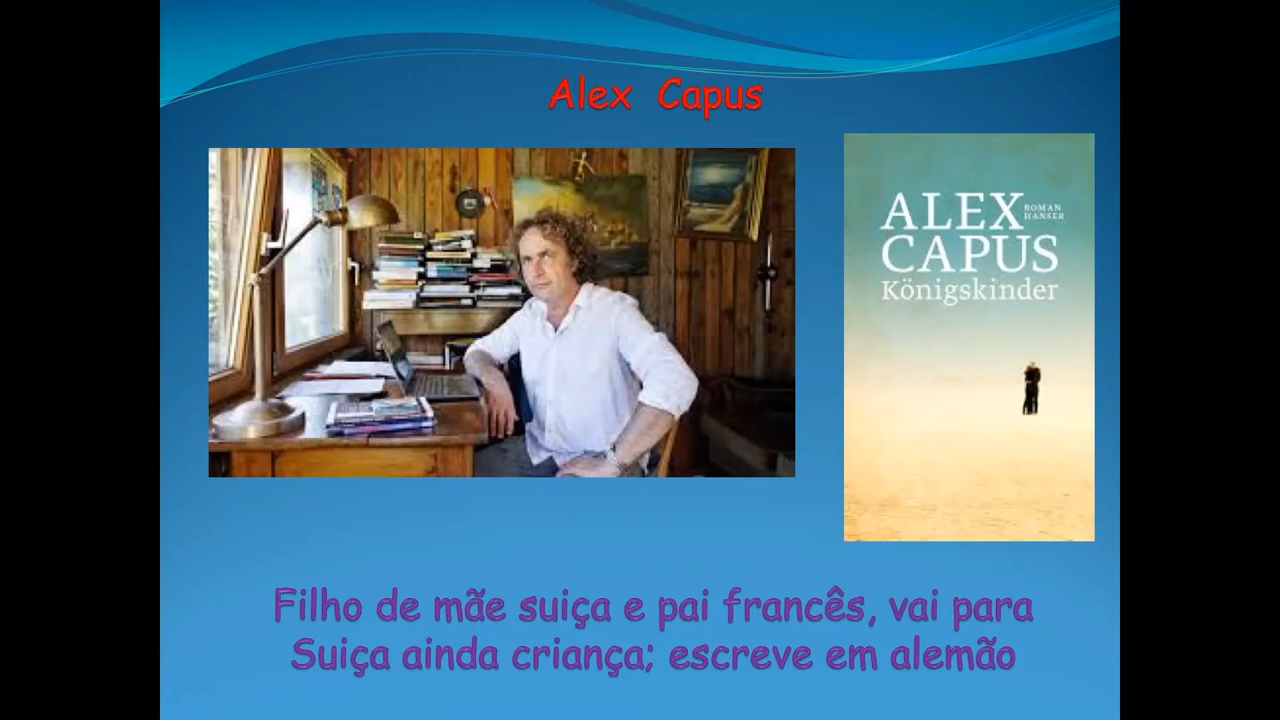 Alex Capus
ALEX
ROMAN
HANSER
CAPUS
Königskinder
Filho de mãe suiça e pai francês, vai para
Suiça ainda criança; escreve em alemão